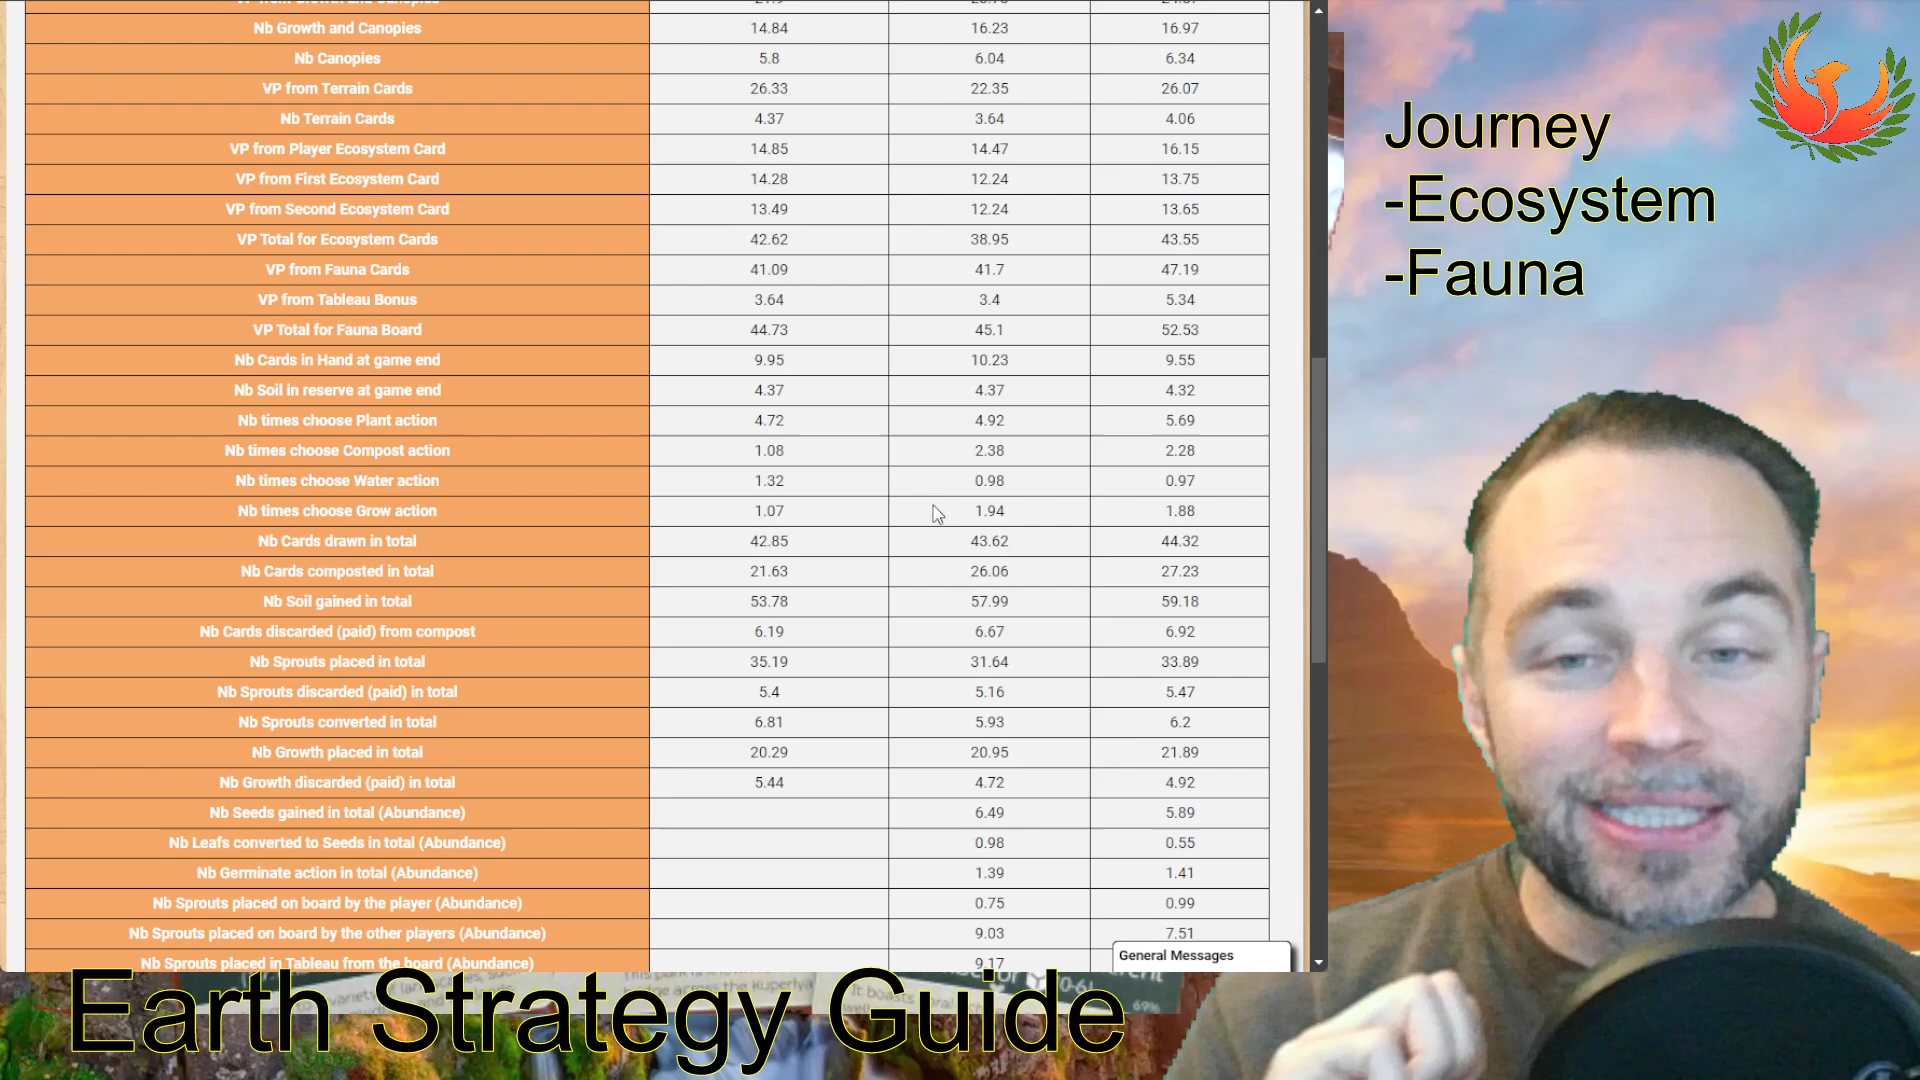 Nb Growth and Canopies 14.84 16.23 16.97
Nb Canopies 5.8 6.04 6.34
VP from Terrain Cards 26.33 22.35 26.07
Nb Terrain Cards 4.37 3.64 4.06
VP from Player Ecosystem Card 14.85 14.47 16.15
VP from First Ecosystem Card 14.28 12.24 13.75
VP from Second Ecosystem Card 13.49 12.24 13.65
VP Total for Ecosystem Cards 42.62 38.95 43.55
VP from Fauna Cards 41.09 41.7 47.19
VP from Tableau Bonus 3.64 3.4 5.34
VP Total for Fauna Board 44.73 45.1 52.53
Nb Cards in Hand at game end 9.95 10.23 9.55
Nb Soil in reserve at game end 4.37 4.37 4.32
Nb times choose Plant action 4.72 4.92 5.69
Nb times choose Compost action 1.08 2.38 2.28
Nb times choose Water action 1.32 0.98 0.97
Nb times choose Grow action 1.07 1.94 1.88
Nb Cards drawn in total 42.85 43.62 44.32
Nb Cards composted in total 21.63 26.06 27.23
Nb Soil gained in total 53.78 57.99 59.18
Nb Cards discarded (paid) from compost 6.19 6.67 6.92
Nb Sprouts placed in total 35.19 31.64 33.89
Nb Sprouts discarded (paid) in total 5.4 5.16 5.47
Nb Sprouts converted in total 6.81 5.93 6.2
Nb Growth placed in total 20.29 20.95 21.89
Nb Growth discarded (paid) in total 5.44 4.72 4.92
Nb Seeds gained in total (Abundance) 6.49 5.89
Nb Leafs converted to Seeds in total (Abundance) 0.98 0.55
Nb Germinate action in total (Abundance) 1.39 1.41
Nb Sprouts placed on board by the player (Abundance) 0.75 0.99
Nb Sprouts placed on board by the other players (Abundance) 9.03 7.51
Nb Sprouts placed in Tableau from the board (Abundance) 9.17
General Messages
Journey
-Ecosystem
-Fauna
69%
Earth Strategy Guide